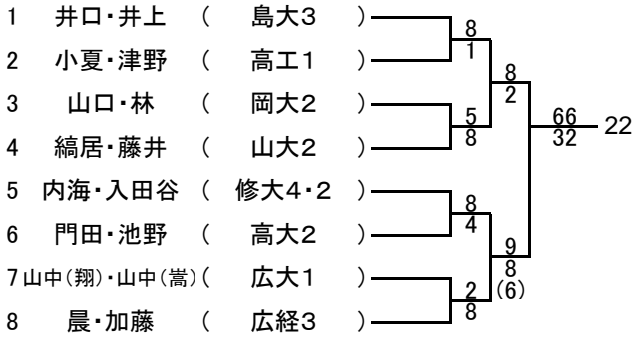 1 井口・井上 ( 島大3 )
8
1
2 小夏・津野 ( 高工1 )
8
2
3 山口・林 ( 岡大2 )
5
8
66
32
22
4 縞居・藤井 ( 山大2 )
5 内海・入田谷 ( 修大4・2 )
8
4
6 門田・池野 ( 高大2 )
9
8
(6)
7 山中(翔)・山中(嵩) ( 広大1 )
2
8
8 晨・加藤 ( 広経3 )